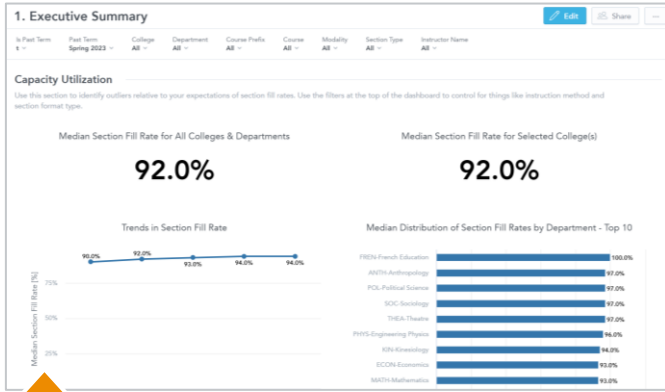 1. Executive Summary
Edit
Share
Is Past Term
Past Term
College
Department
Course Prefix
Course
Modality
Section Type
Instructor Name
t
Spring 2023
All
All
All
All
All
All
All
Capacity Utilization
Use this section to identify outliers relative to your expectations of section fill rates. Use the filters at the top of the dashboard to control for things like instruction method and
section format type.
Median Section Fill Rate for All Colleges & Departments
92.0%
Median Section Fill Rate for Selected College(s)
92.0%
Trends in Section Fill Rate
Median Section Fill Rate [%]
75%
50%
25%
90.0%
92.0%
93.0%
94.0%
94.0%
Median Distribution of Section Fill Rates by Department - Top 10
FREN-French Education
100.0%
ANTH-Anthropology
97.0%
POL-Political Science
97.0%
SOC-Sociology
97.0%
THEA-Theatre
97.0%
PHYS-Engineering Physics
96.0%
KIN-Kinesiology
94.0%
ECON-Economics
93.0%
MATH-Mathematics
93.0%